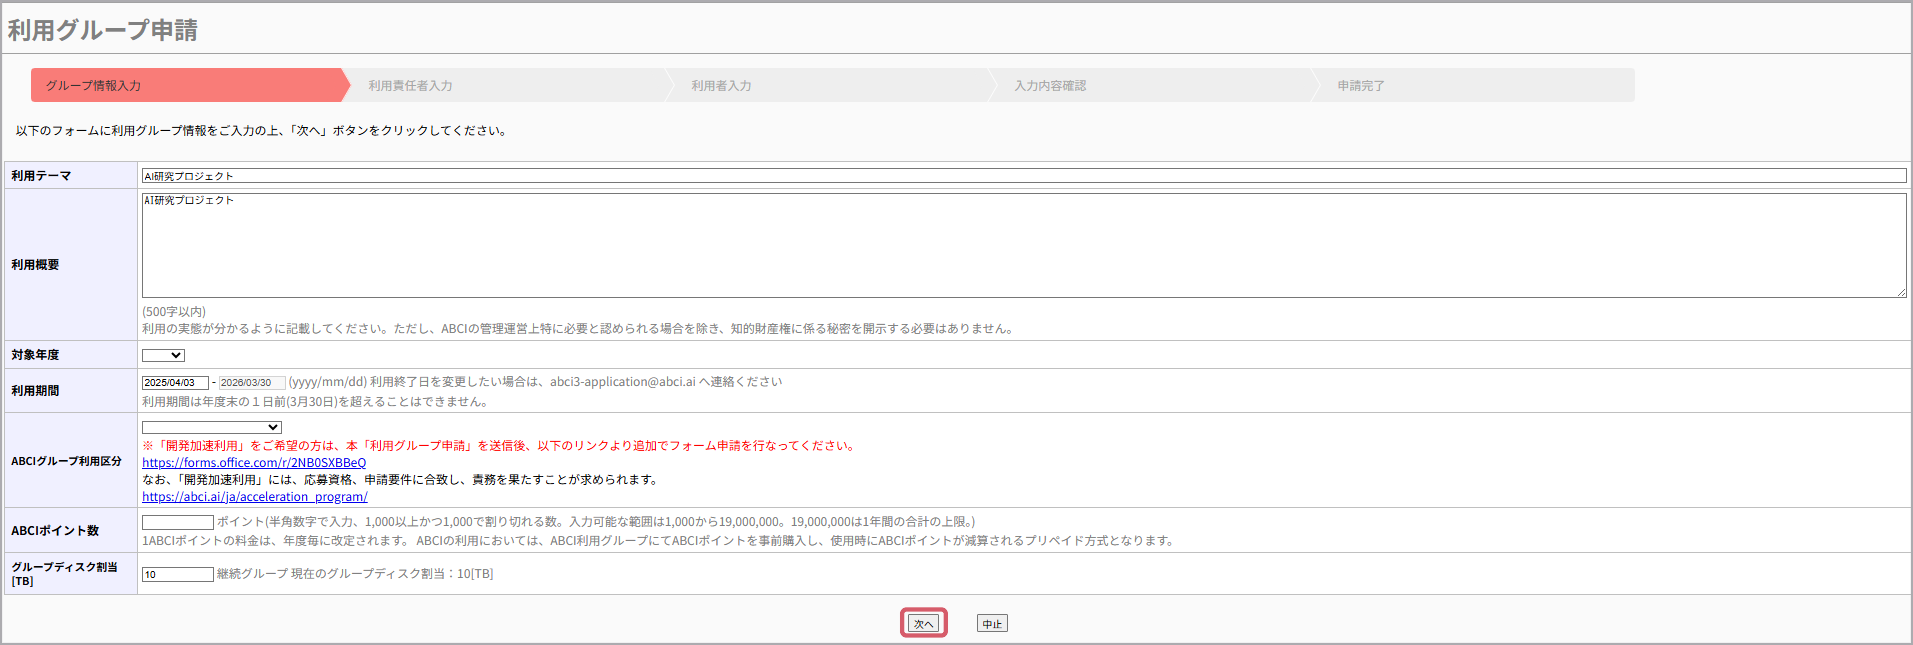 利用グループ申請
グループ情報入力
利用責任者入力
利用者入力
入力内容確認
申請完了
以下のフォームに利用グループ情報をご入力の上、「次へ」ボタンをクリックしてください。
利用テーマ
AI研究プロジェクト
利用概要
AI研究プロジェクト
(500字以内)
利用の実態が分かるように記載してください。ただし、ABCIの管理運営上特に必要と認められる場合を除き、知的財産権に係る秘密を開示する必要はありません。
対象年度
利用期間
2025/04/03 - 2026/03/30 (yyyy/mm/dd) 利用終了日を変更したい場合は、abci3-application@abci.ai へ連絡ください
利用期間は年度末の１日前(3月30日)を超えることはできません。
ABCIグループ利用区分
※「開発加速利用」をご希望の方は、本「利用グループ申請」を送信後、以下のリンクより追加でフォーム申請を行なってください。
https://forms.office.com/r/2NB0SXBBeQ
なお、「開発加速利用」には、応募資格、申請要件に合致し、責務を果たすことが求められます。
https://abci.ai/ja/acceleration_program/
ABCIポイント数
ポイント(半角数字で入力、1,000以上かつ1,000で割り切れる数。入力可能な範囲は1,000から19,000,000。19,000,000は1年間の合計の上限。)
1ABCIポイントの料金は、年度毎に改定されます。 ABCIの利用においては、ABCI利用グループにてABCIポイントを事前購入し、使用時にABCIポイントが減算されるプリペイド方式となります。
グループディスク割当
[TB]
10 継続グループ 現在のグループディスク割当：10[TB]
次へ
中止